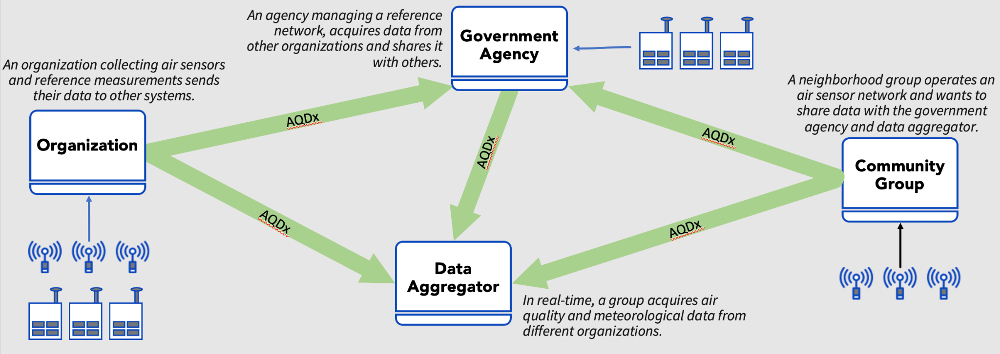 An agency managing a reference
network, acquires data from
other organizations and shares it
with others.
Government
Agency
An organization collecting air sensors
and reference measurements sends
their data to other systems.
Organization
A neighborhood group operates an
air sensor network and wants to
share data with the government
agency and data aggregator.
Community
Group
AQDx
AQDx
AQDx
AQDx
AQDx
Data
Aggregator
In real-time, a group acquires air
quality and meteorological data from
different organizations.